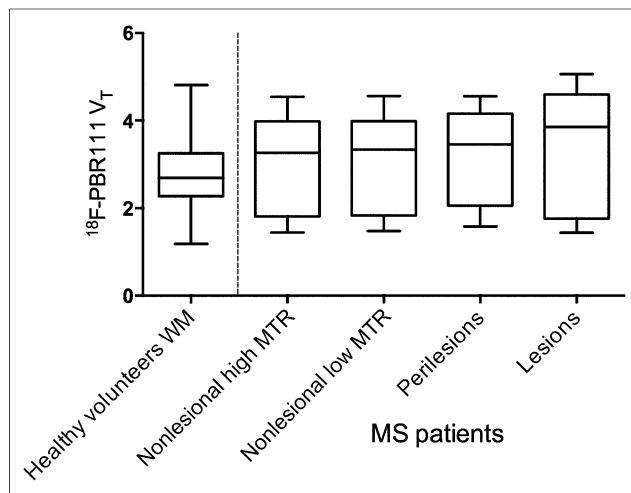 6
4
2
0
18F-PBR111 VT
Healthy volunteers WM
Nonlesional high MTR
Nonlesional low MTR
Perilesions
Lesions
MS patients